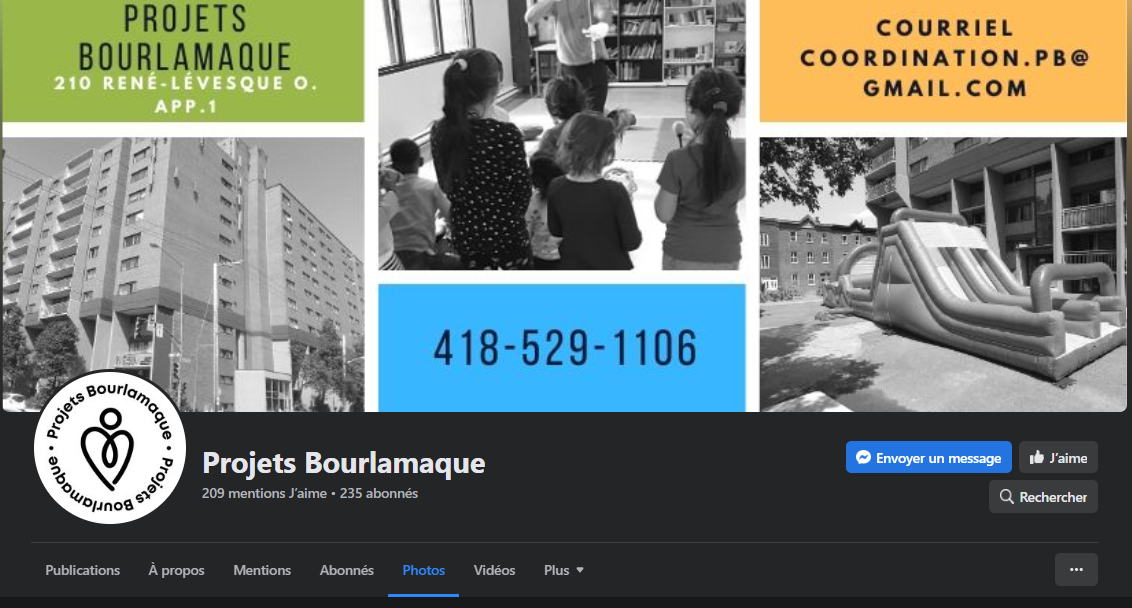 PROJETS
BOURLAMAQUE
210 RENÉ-LÉVESQUE O.
APP.1
COURRIEL
COORDINATION.PB@
GMAIL.COM
418-529-1106
Projets Bourlamaque • Projets Bourlamaque •
Projets Bourlamaque
209 mentions J’aime • 235 abonnés
Envoyer un message
J’aime
Rechercher
Publications
À propos
Mentions
Abonnés
Photos
Vidéos
Plus